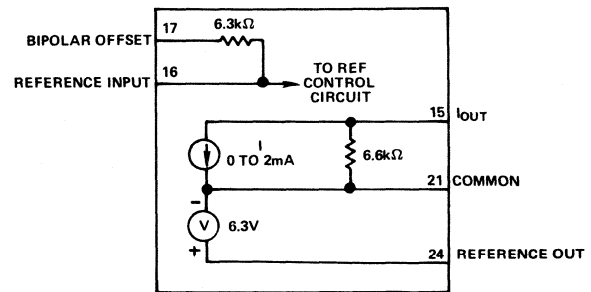 17
6.3kΩ
BIPOLAR OFFSET
16
REFERENCE INPUT
TO REF
CONTROL
CIRCUIT
15 IOUT
I
0 TO 2mA
6.6kΩ
21 COMMON
−
V 6.3V
+
24 REFERENCE OUT